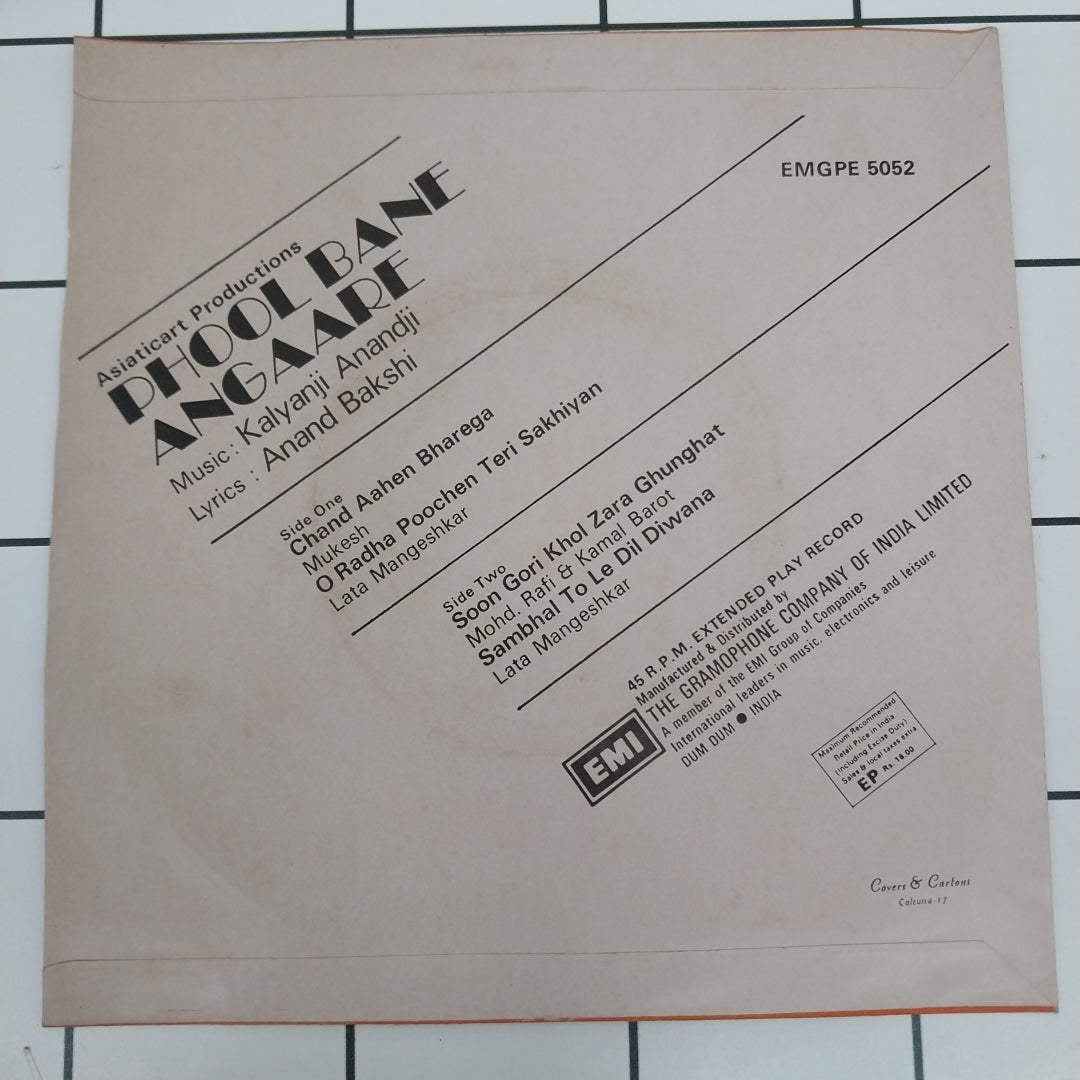 EMGPE 5052
Asiaticart Productions
PHOOL BANE
ANGAARE
Music : Kalyanji Anandji
Lyrics : Anand Bakshi
Side One
Chand Aahen Bharega
Mukesh
O Radha Poochen Teri Sakhiyan
Lata Mangeshkar
Side Two
Soon Gori Khol Zara Ghunghat
Mohd. Rafi & Kamal Barot
Sambhal To Le Dil Diwana
Lata Mangeshkar
45 R.P.M. EXTENDED PLAY RECORD
Manufactured & Distributed by
THE GRAMOPHONE COMPANY OF INDIA LIMITED
A member of the EMI Group of Companies
International leaders in music, electronics and leisure
DUM DUM ● INDIA
EMI
Maximum Recommended
Retail Price in India
(Including Excise Duty)
Sales & local taxes extra
EP Rs. 16.00
Covers & Cartons
Calcutta-17